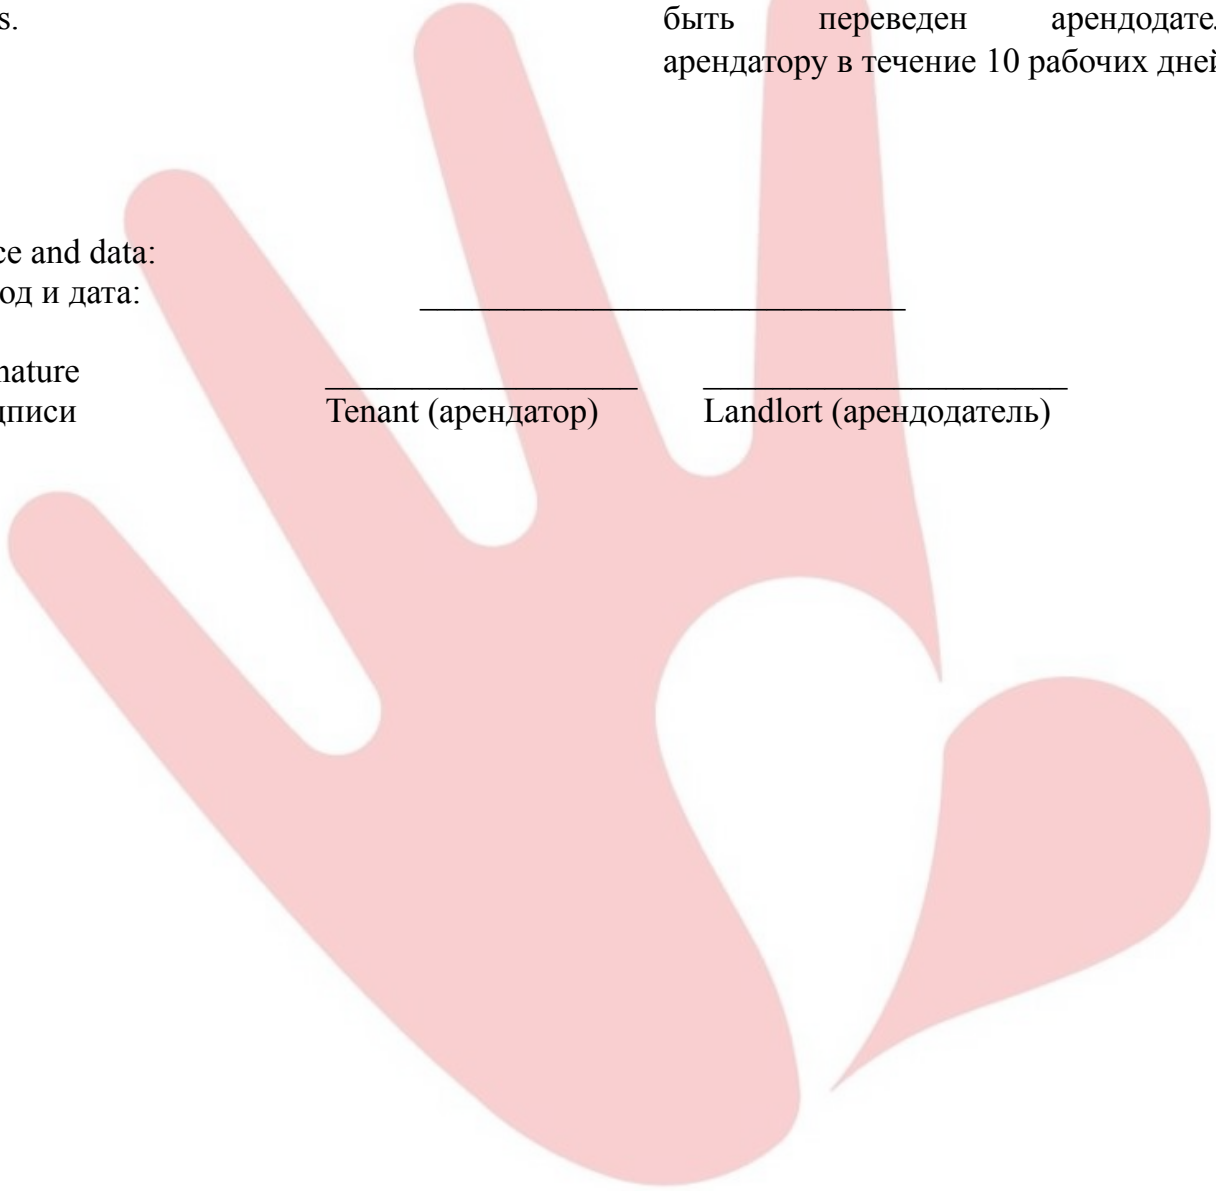 s.
быть переведен арендодател
арендатору в течение 10 рабочих дней
ce and data:
од и дата:
nature
дписи
Tenant (арендатор) Landlort (арендодатель)